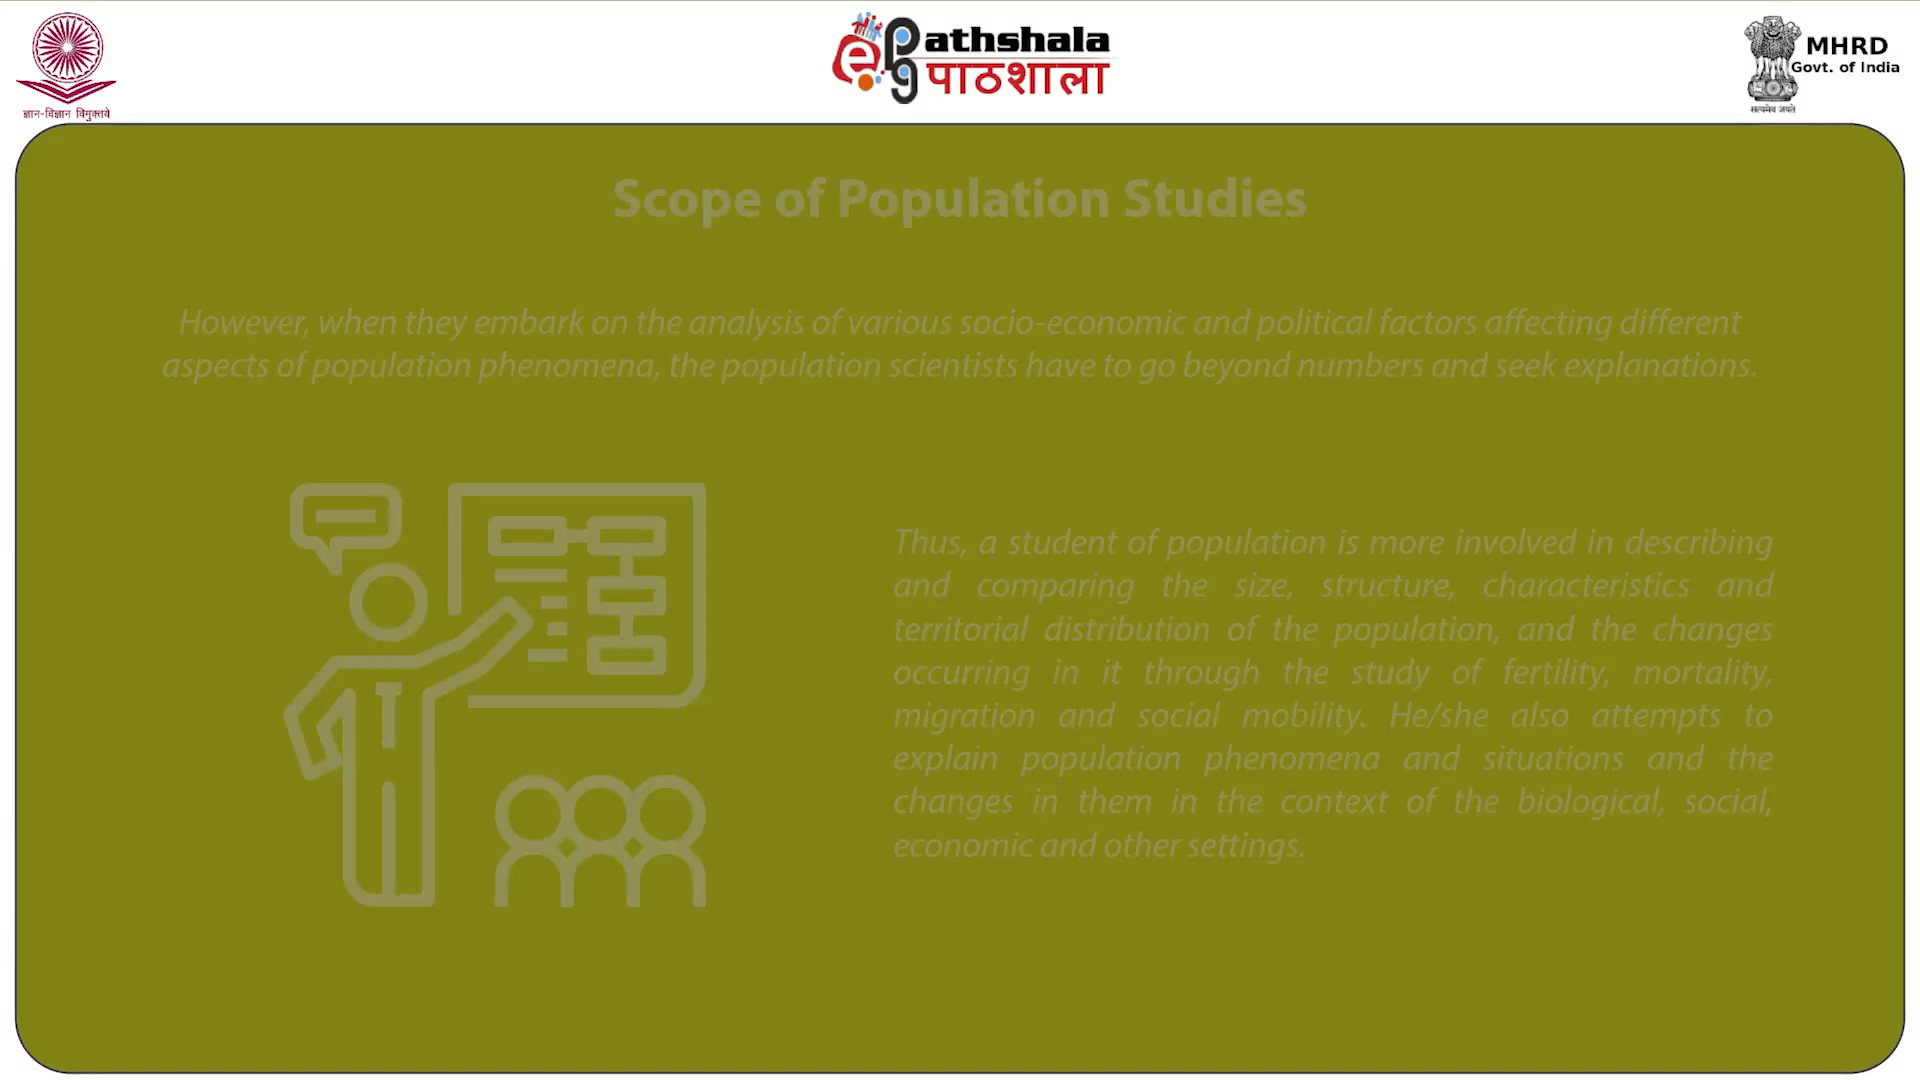 ज्ञान-विज्ञान विमुक्तये
e Pg athshala
पाठशाला
MHRD
Govt. of India
सत्यमेव जयते
Scope of Population Studies
However, when they embark on the analysis of various socio-economic and political factors affecting different
aspects of population phenomena, the population scientists have to go beyond numbers and seek explanations.
Thus, a student of population is more involved in describing
and comparing the size, structure, characteristics and
territorial distribution of the population, and the changes
occurring in it through the study of fertility, mortality,
migration and social mobility. He/she also attempts to
explain population phenomena and situations and the
changes in them in the context of the biological, social,
economic and other settings.